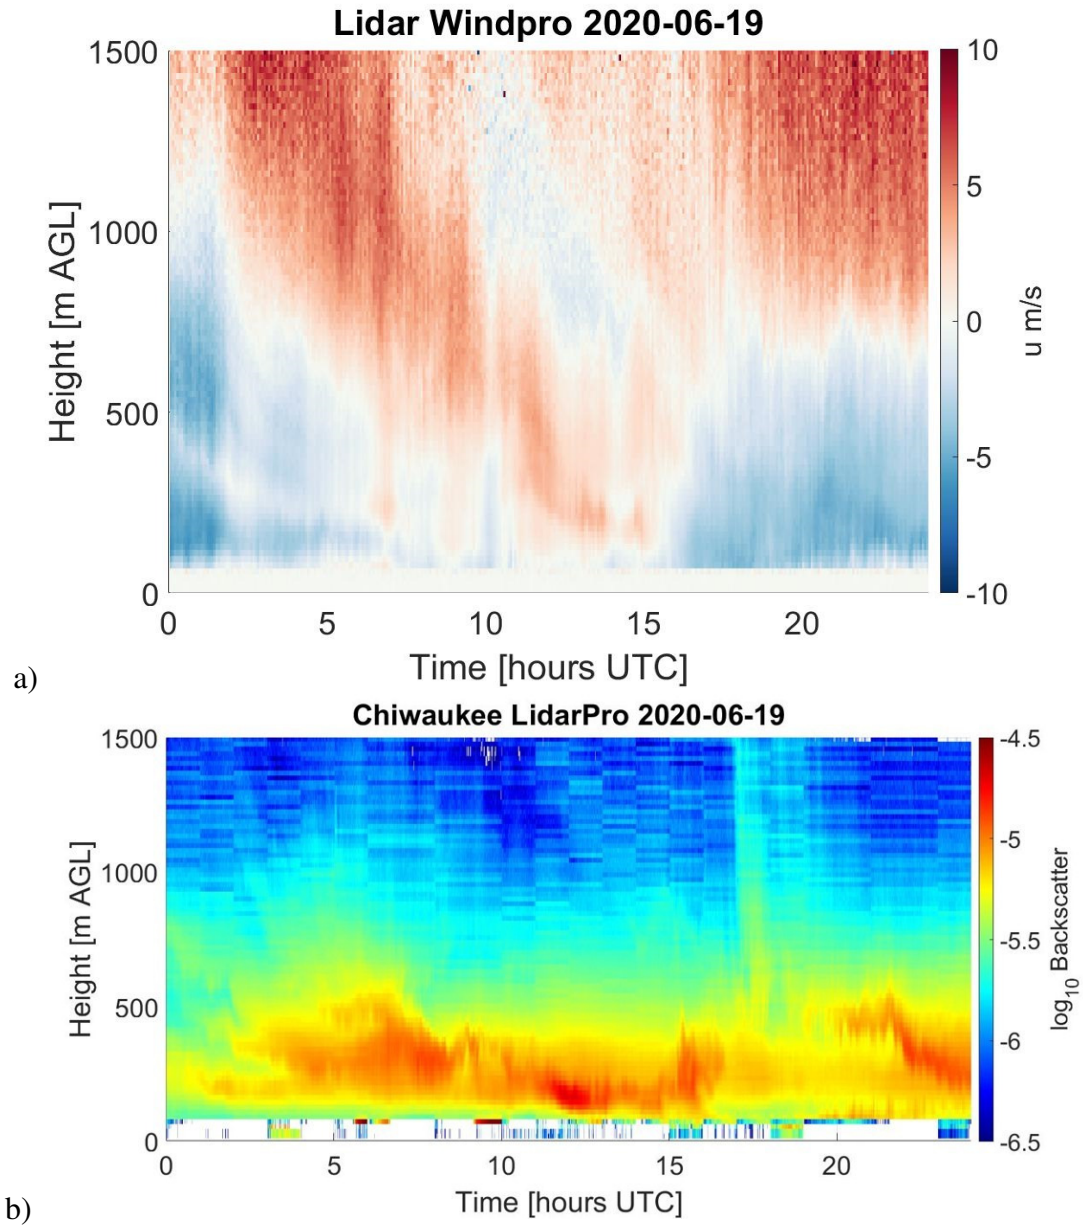 Lidar Windpro 2020-06-19
1500
1000
500
0
Height [m AGL]
0 5 10 15 20
Time [hours UTC]
10
5
0
-5
-10
u m/s
a)
Chiwaukee LidarPro 2020-06-19
1500
1000
500
0
Height [m AGL]
0 5 10 15 20
Time [hours UTC]
-4.5
-5
-5.5
-6
-6.5
log10 Backscatter
b)